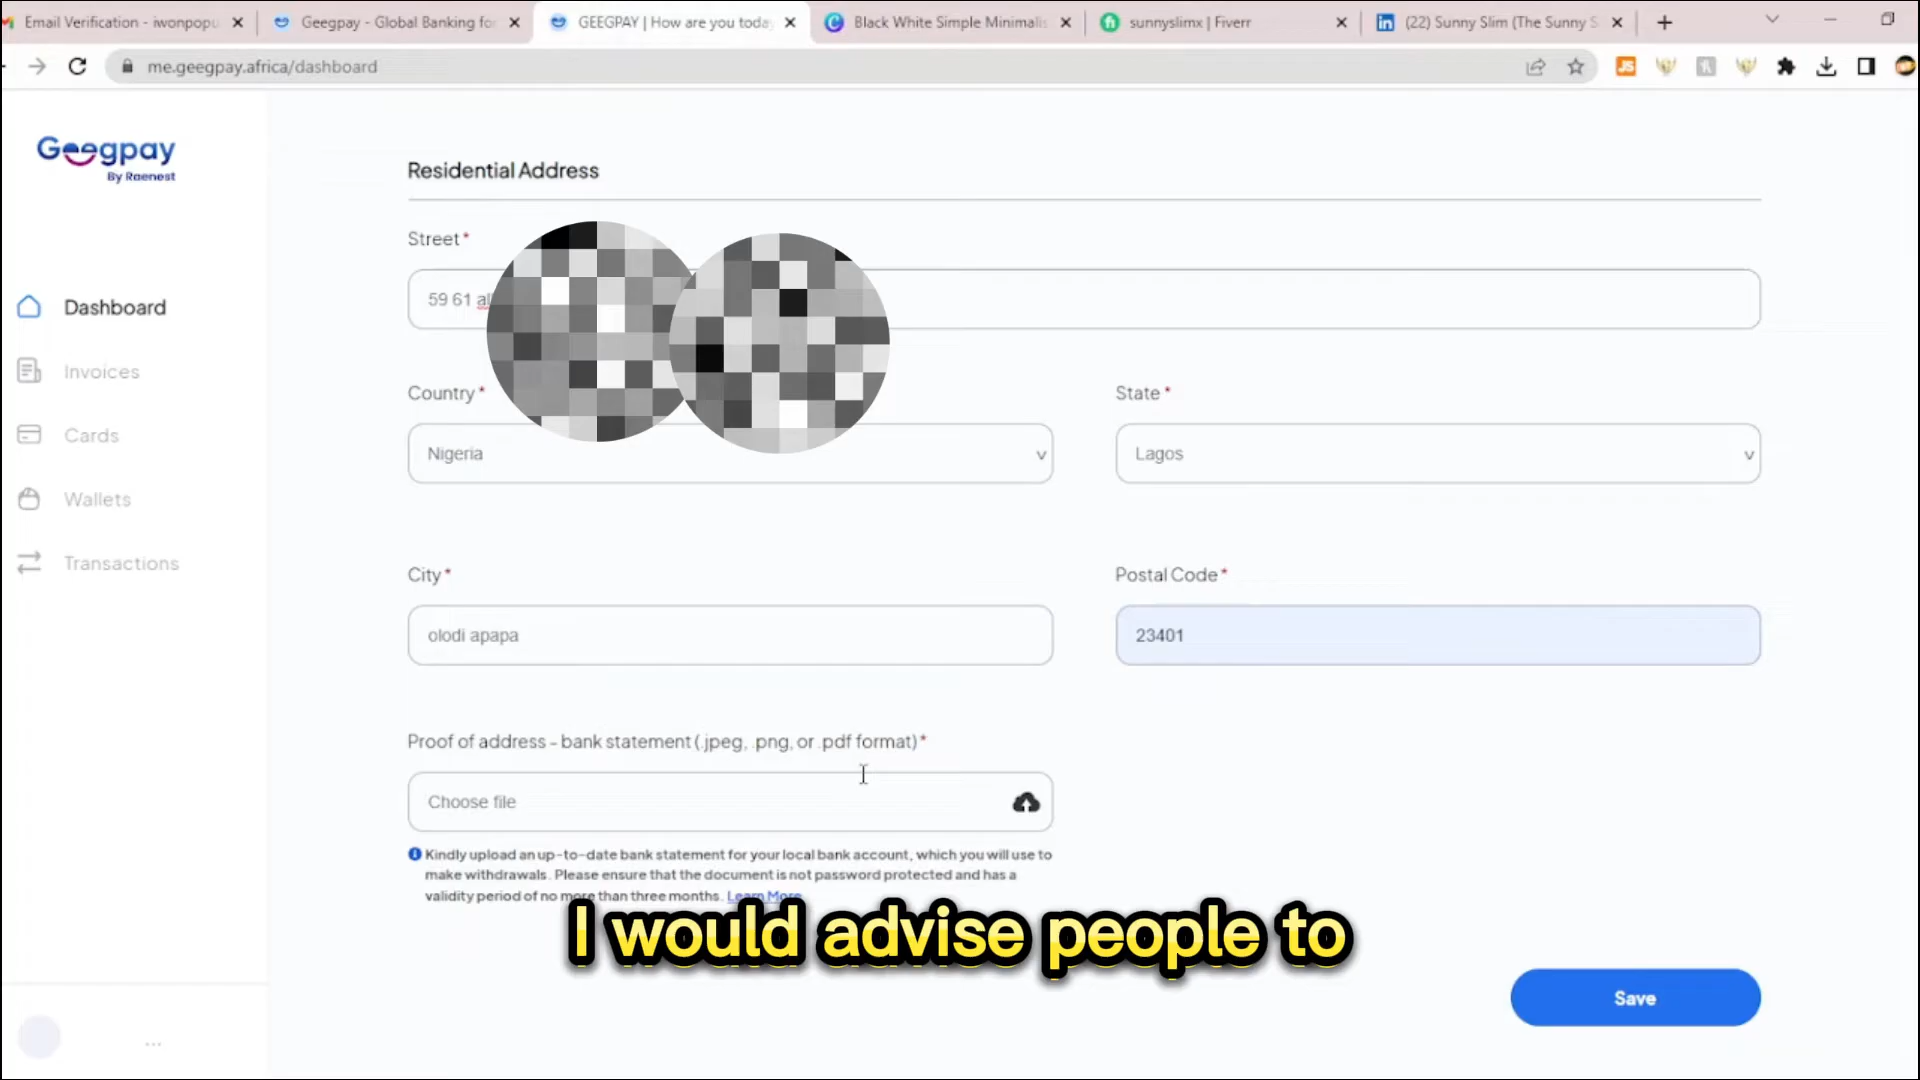 Email Verification - iwonpopu
Geegpay - Global Banking for
GEEGPAY | How are you today
Black White Simple Minimalis
sunnyslimx | Fiverr
(22) Sunny Slim (The Sunny S
me.geegpay.africa/dashboard
Geegpay
By Raenest
Dashboard
Invoices
Cards
Wallets
Transactions
...
Residential Address
Street*
59 61 al
Country*
Nigeria
State*
Lagos
City*
olodi apapa
Postal Code*
23401
Proof of address - bank statement (.jpeg, .png, or .pdf format)*
Choose file
Kindly upload an up-to-date bank statement for your local bank account, which you will use to
make withdrawals. Please ensure that the document is not password protected and has a
validity period of no more than three months. Learn More
I would advise people to
Save